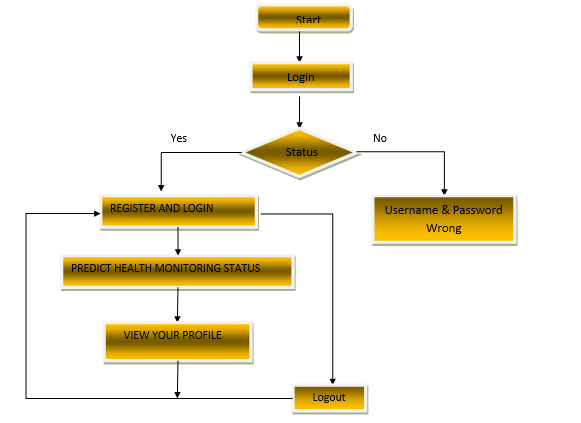 Start
Login
Yes
No
Status
REGISTER AND LOGIN
Username & Password
Wrong
PREDICT HEALTH MONITORING STATUS
VIEW YOUR PROFILE
Logout